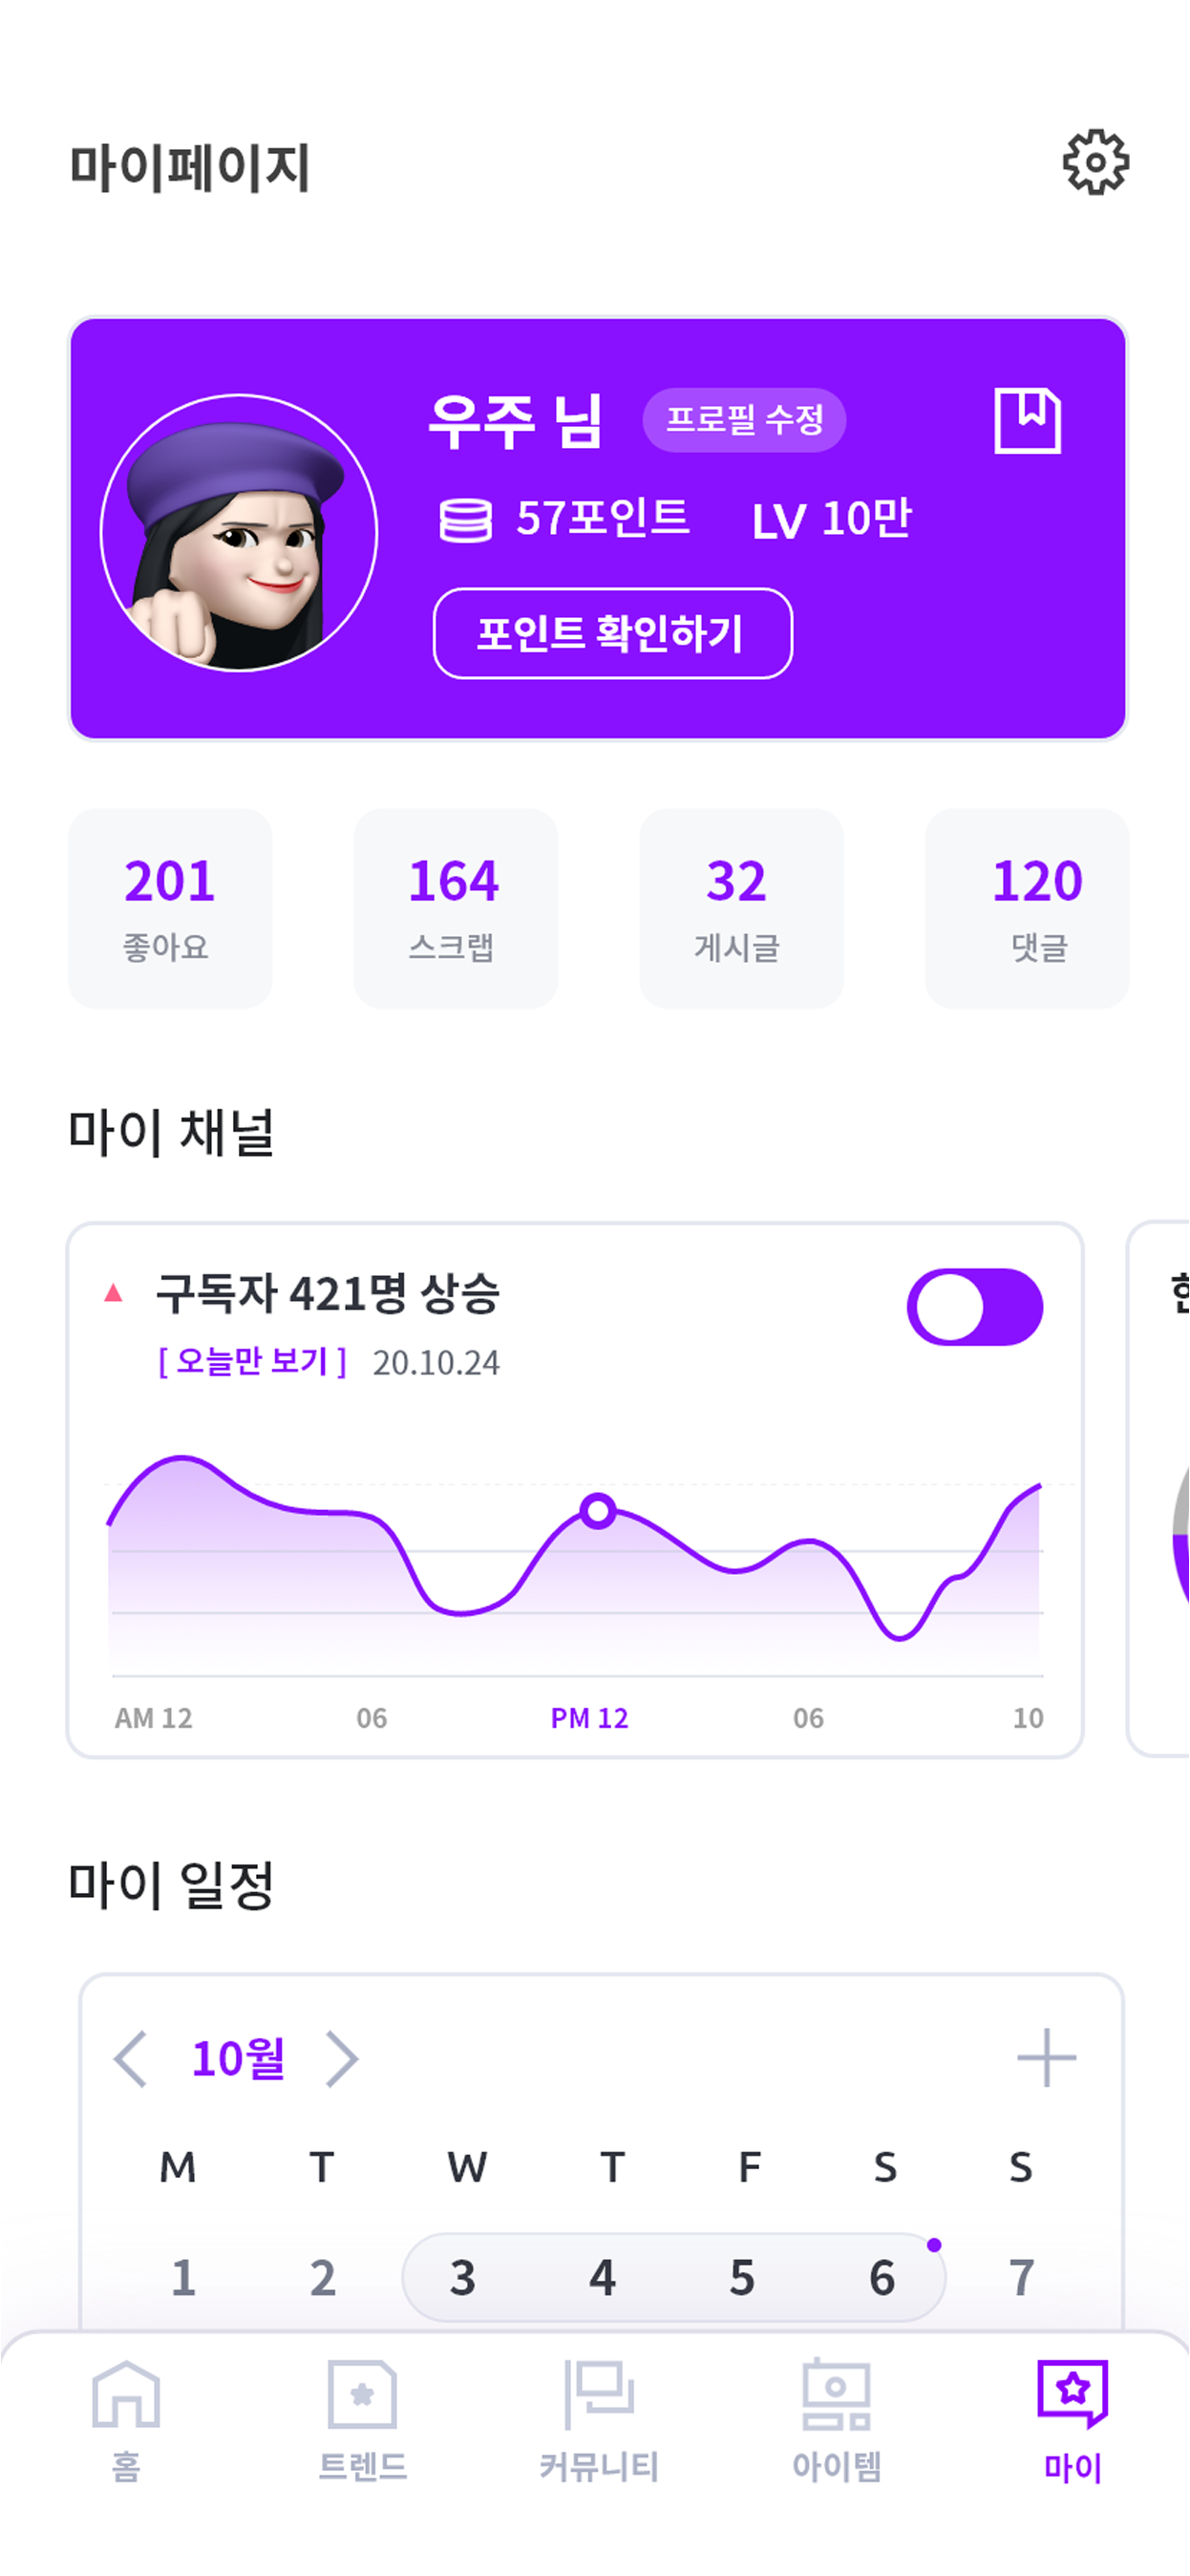 마이페이지
우주 님 프로필 수정
57포인트 LV 10만
포인트 확인하기
201 164 32 120
좋아요 스크랩 게시글 댓글
마이 채널
▲ 구독자 421명 상승
[ 오늘만 보기 ] 20.10.24
AM 12 06 PM 12 06 10
마이 일정
10월
M T W T F S S
1 2 3 4 5 6 7
홈 트렌드 커뮤니티 아이템 마이